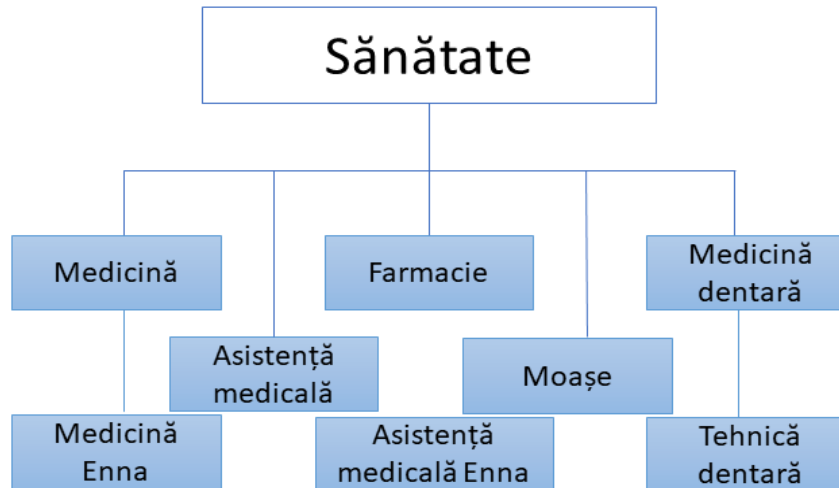 Sănătate
Medicină
Farmacie
Medicină
dentară
Asistență
medicală
Moașe
Medicină
Enna
Asistență
medicală Enna
Tehnică
dentară